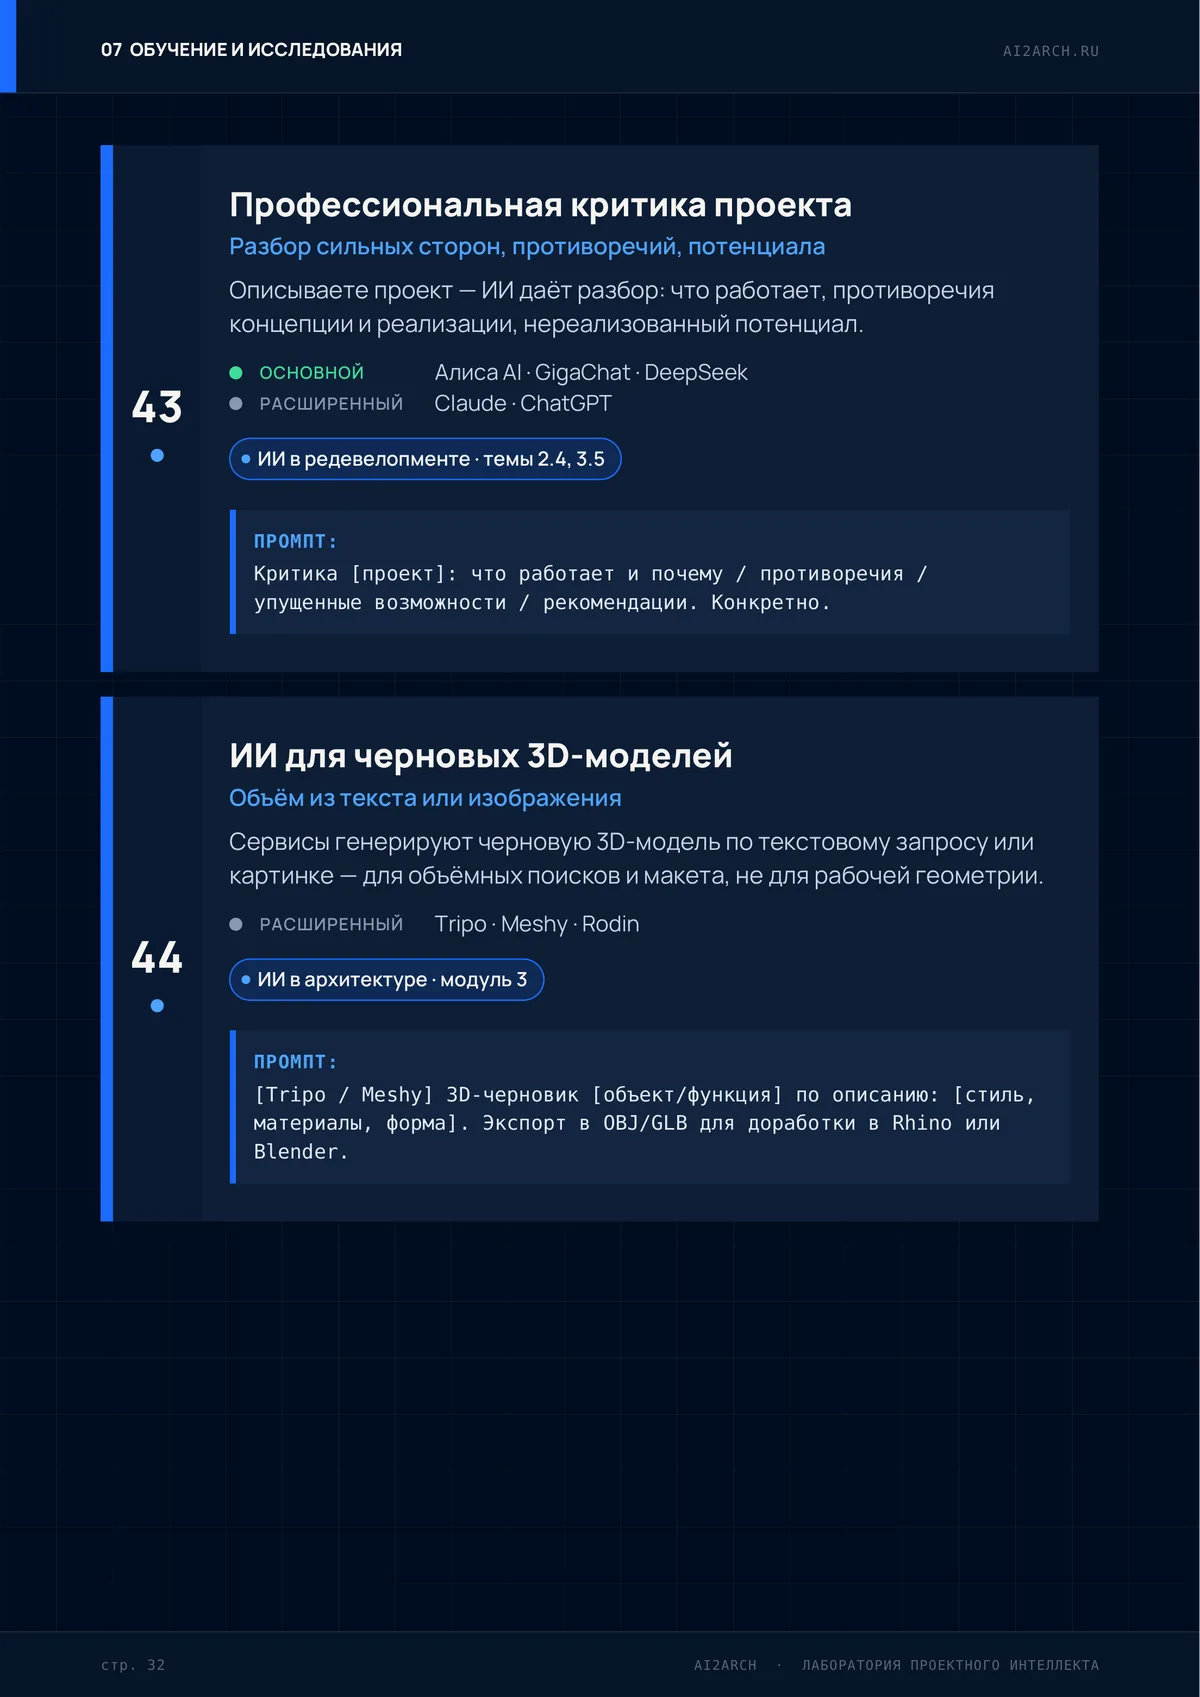 07 ОБУЧЕНИЕ И ИССЛЕДОВАНИЯ
AI2ARCH.RU
43
Профессиональная критика проекта
Разбор сильных сторон, противоречий, потенциала
Описываете проект — ИИ даёт разбор: что работает, противоречия
концепции и реализации, нереализованный потенциал.
ОСНОВНОЙ Алиса AI · GigaChat · DeepSeek
РАСШИРЕННЫЙ Claude · ChatGPT
ИИ в редевелопменте · темы 2.4, 3.5
ПРОМПТ:
Критика [проект]: что работает и почему / противоречия /
упущенные возможности / рекомендации. Конкретно.
44
ИИ для черновых 3D-моделей
Объём из текста или изображения
Сервисы генерируют черновую 3D-модель по текстовому запросу или
картинке — для объёмных поисков и макета, не для рабочей геометрии.
РАСШИРЕННЫЙ Tripo · Meshy · Rodin
ИИ в архитектуре · модуль 3
ПРОМПТ:
[Tripo / Meshy] 3D-черновик [объект/функция] по описанию: [стиль,
материалы, форма]. Экспорт в OBJ/GLB для доработки в Rhino или
Blender.
стр. 32
AI2ARCH · ЛАБОРАТОРИЯ ПРОЕКТНОГО ИНТЕЛЛЕКТА